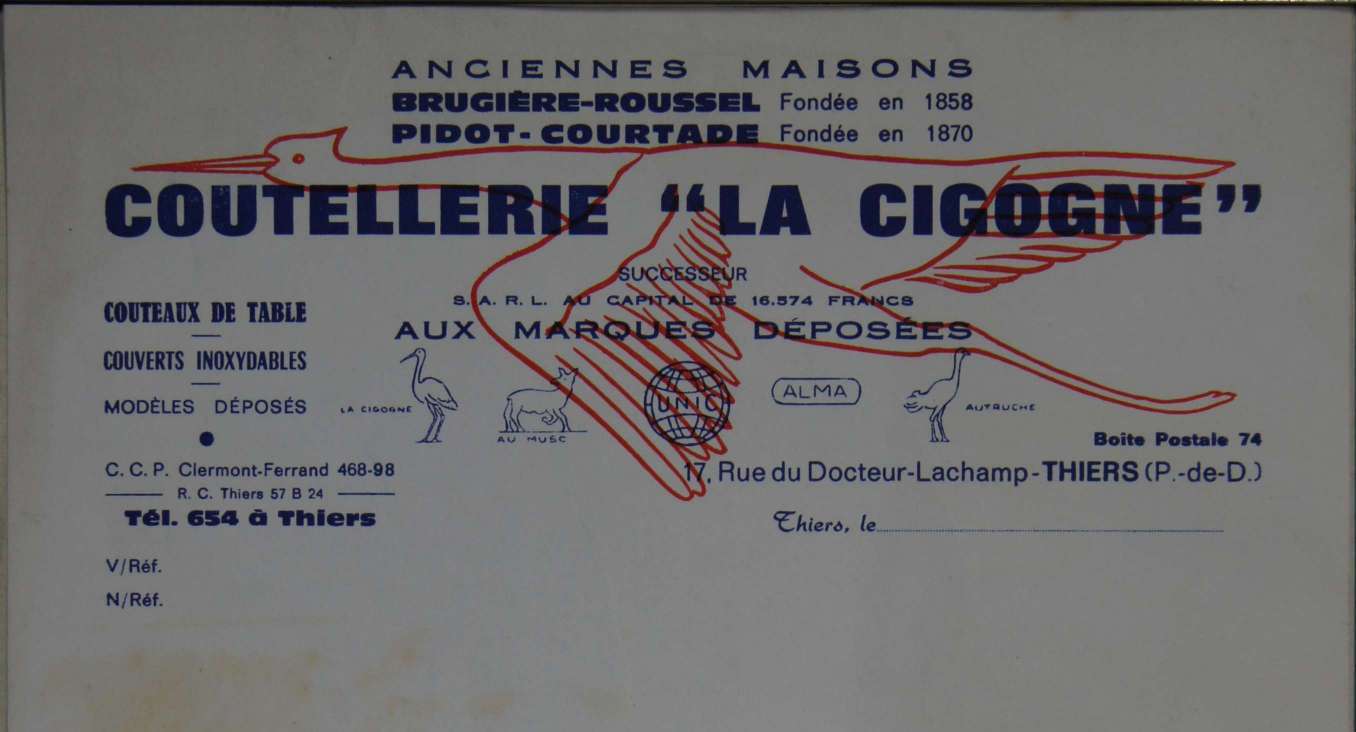 ANCIENNES MAISONS
BRUGIÈRE-ROUSSEL Fondée en 1858
PIDOT-COURTADE Fondée en 1870
COUTELLERIE “LA CIGOGNE”
SUCCESSEUR
S. A. R. L. AU CAPITAL DE 16.574 FRANCS
AUX MARQUES DÉPOSÉES
COUTEAUX DE TABLE
COUVERTS INOXYDABLES
MODÈLES DÉPOSÉS
LA CIGOGNE
AU MUSC
UNIC
ALMA
AUTRUCHE
C. C. P. Clermont-Ferrand 468-98
R. C. Thiers 57 B 24
Tél. 654 à Thiers
Boîte Postale 74
17, Rue du Docteur-Lachamp - THIERS (P.-de-D.)
Thiers, le
V/Réf.
N/Réf.